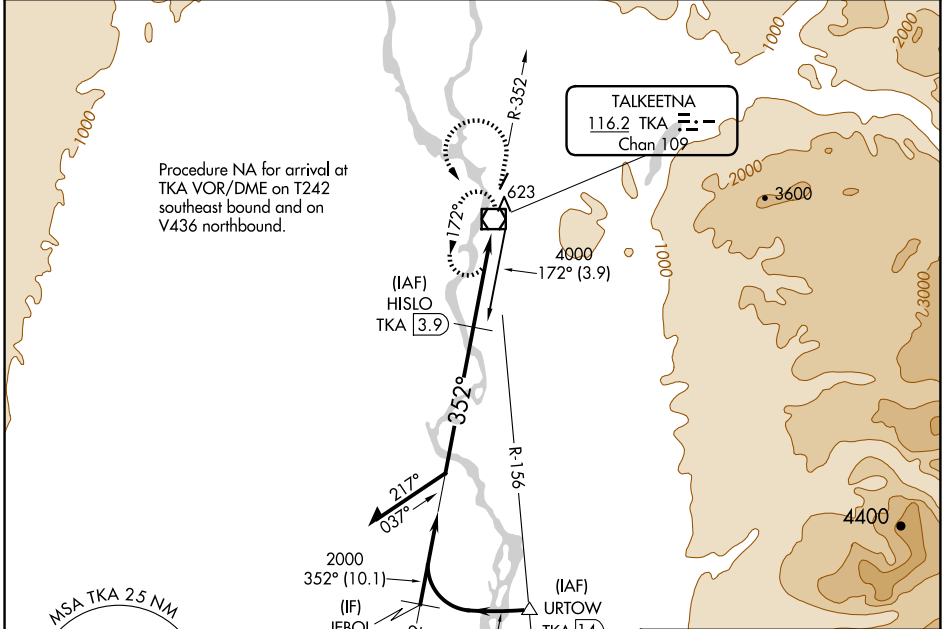 1000
2000
1000
R-352
TALKEETNA
116.2 TKA
Chan 109
Procedure NA for arrival at
TKA VOR/DME on T242
southeast bound and on
V436 northbound.
2000
3600
623
172°
4000
172° (3.9)
1000
3000
(IAF)
HISLO
TKA 3.9
352°
R-156
217°
037°
4400
2000
352° (10.1)
(IAF)
URTOW
TKA 14
(IF)
MSA TKA 25 NM